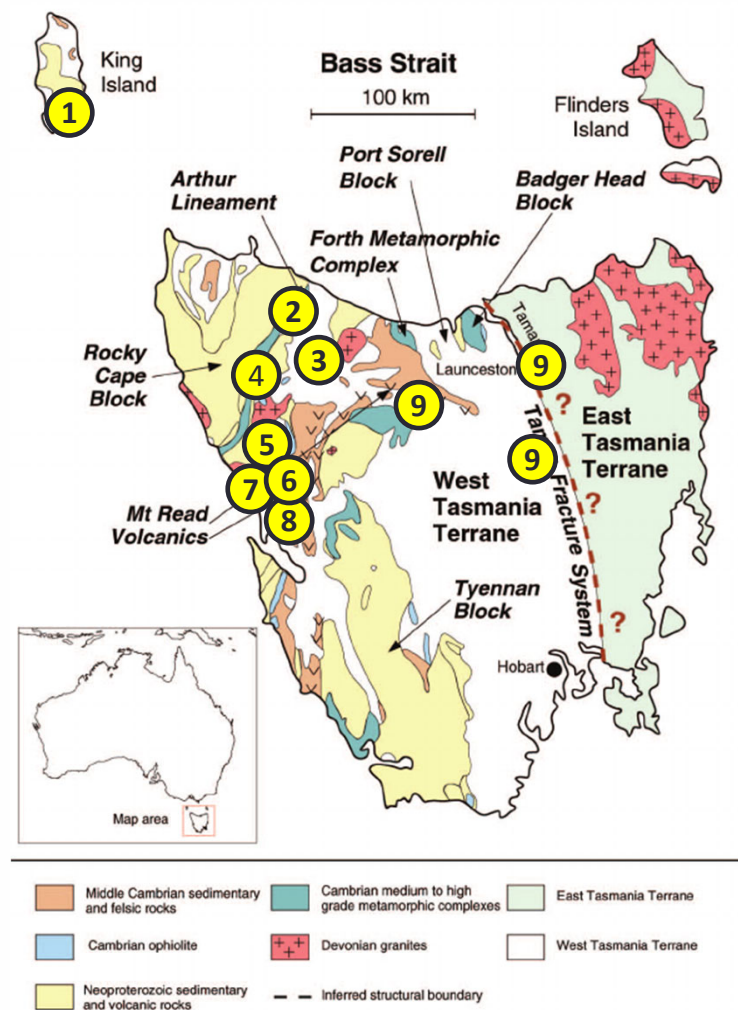 King
Island
1
Bass Strait
100 km
Flinders
Island
Arthur
Lineament
Port Sorell
Block
Badger Head
Block
Forth Metamorphic
Complex
2
3
4
Rocky
Cape
Block
Launceston
Tama
9
9
?
East
Tasmania
Terrane
5
6
7
8
Mt Read
Volcanics
9
West
Tasmania
Terrane
Fracture System
?
?
Tyennan
Block
Hobart
Map area
Middle Cambrian sedimentary
and felsic rocks
Cambrian medium to high
grade metamorphic complexes
East Tasmania Terrane
Cambrian ophiolite
Devonian granites
West Tasmania Terrane
Neoproterozoic sedimentary
and volcanic rocks
Inferred structural boundary